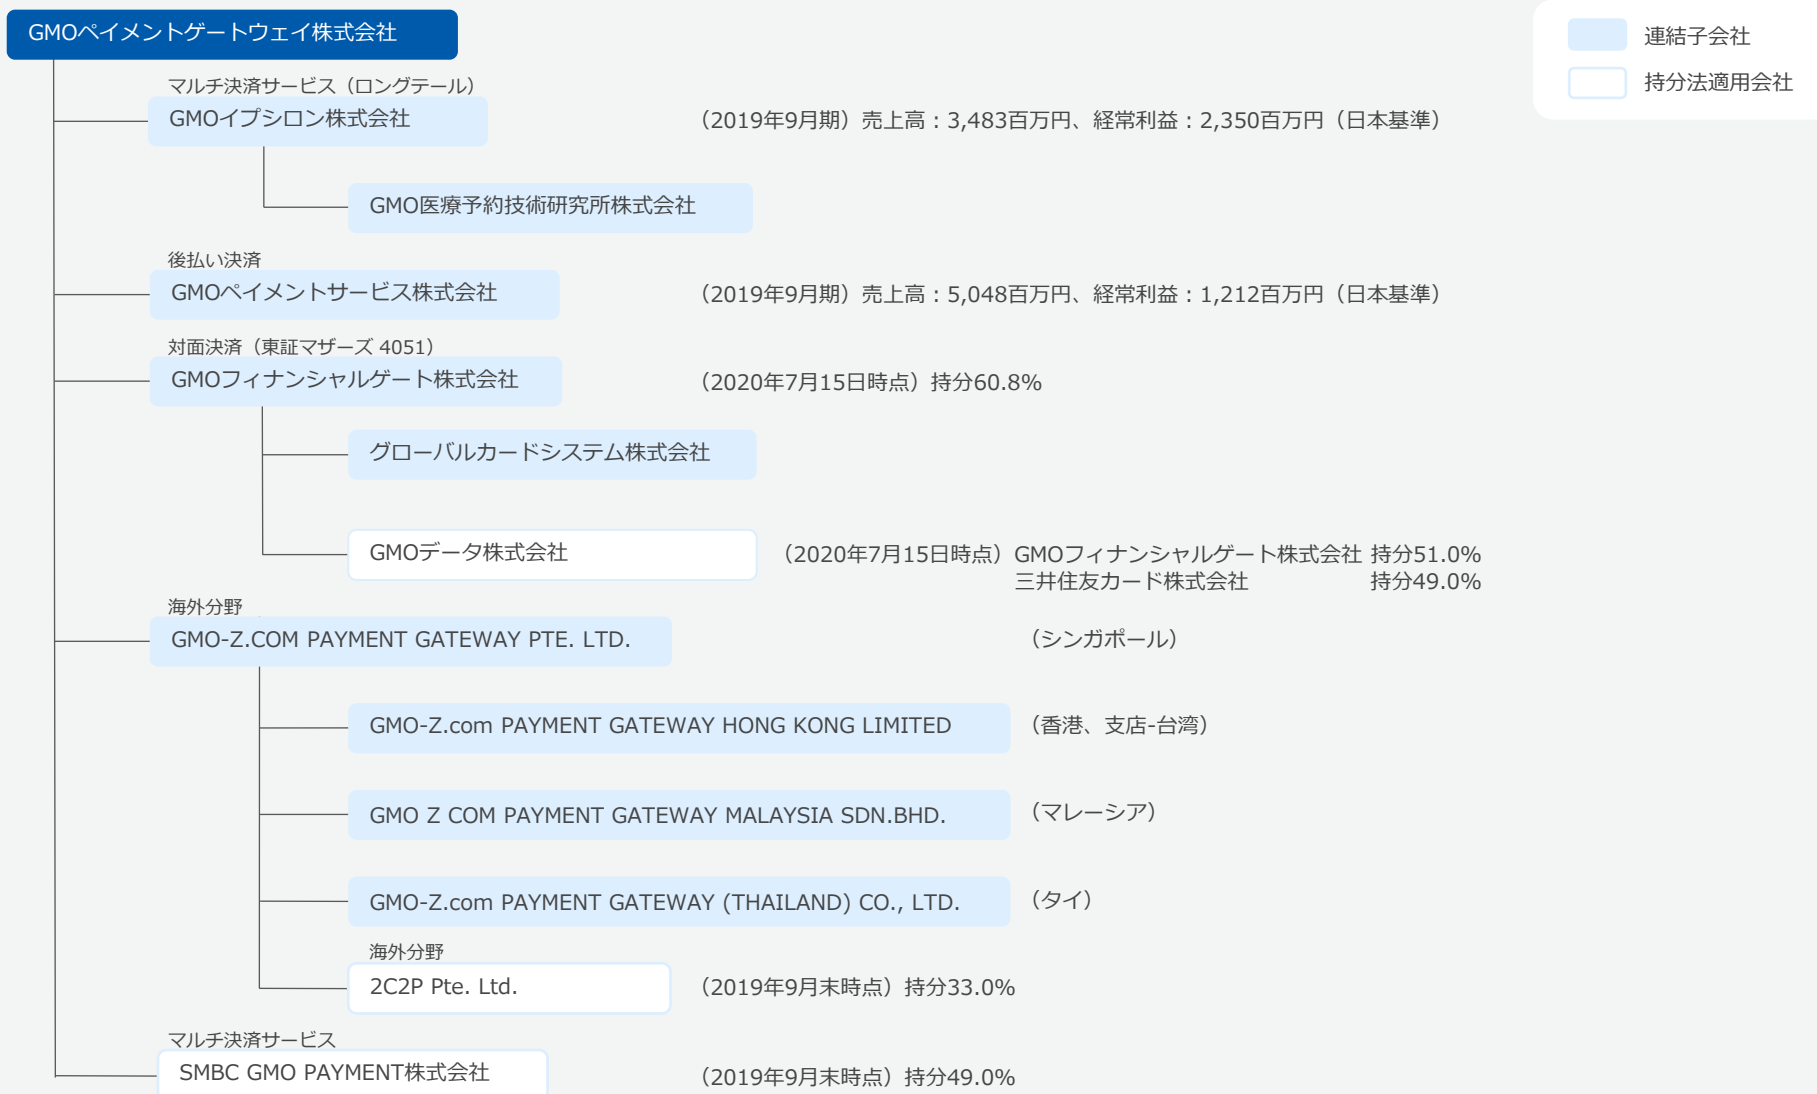 GMOペイメントゲートウェイ株式会社
連結子会社
持分法適用会社
マルチ決済サービス（ロングテール）
GMOイプシロン株式会社
（2019年9月期）売上高：3,483百万円、経常利益：2,350百万円（日本基準）
GMO医療予約技術研究所株式会社
後払い決済
GMOペイメントサービス株式会社
（2019年9月期）売上高：5,048百万円、経常利益：1,212百万円（日本基準）
対面決済（東証マザーズ 4051）
GMOフィナンシャルゲート株式会社
（2020年7月15日時点）持分60.8%
グローバルカードシステム株式会社
GMOデータ株式会社
（2020年7月15日時点）GMOフィナンシャルゲート株式会社 持分51.0%
三井住友カード株式会社 持分49.0%
海外分野
GMO-Z.COM PAYMENT GATEWAY PTE. LTD.
（シンガポール）
GMO-Z.com PAYMENT GATEWAY HONG KONG LIMITED
（香港、支店-台湾）
GMO Z COM PAYMENT GATEWAY MALAYSIA SDN.BHD.
（マレーシア）
GMO-Z.com PAYMENT GATEWAY (THAILAND) CO., LTD.
（タイ）
海外分野
2C2P Pte. Ltd.
（2019年9月末時点）持分33.0%
マルチ決済サービス
SMBC GMO PAYMENT株式会社
（2019年9月末時点）持分49.0%